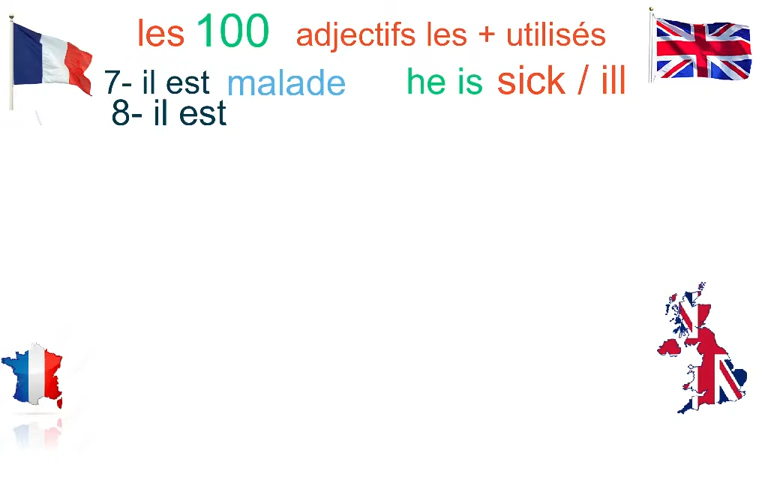 les 100 adjectifs les + utilisés
7- il est malade he is sick / ill
8- il est